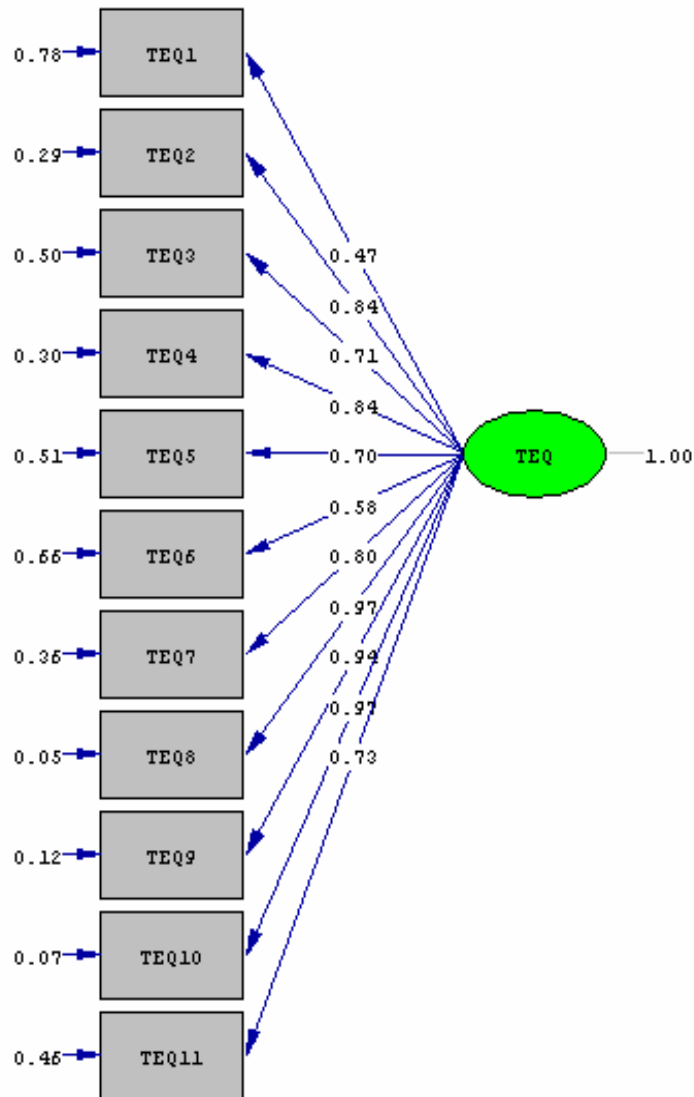 0.78 TEQ1
0.29 TEQ2
0.50 TEQ3 0.47
0.84
0.30 TEQ4 0.71
0.84
0.51 TEQ5 0.70 TEQ 1.00
0.58
0.66 TEQ6 0.80
0.97
0.36 TEQ7 0.94
0.97
0.05 TEQ8 0.73
0.12 TEQ9
0.07 TEQ10
0.46 TEQ11